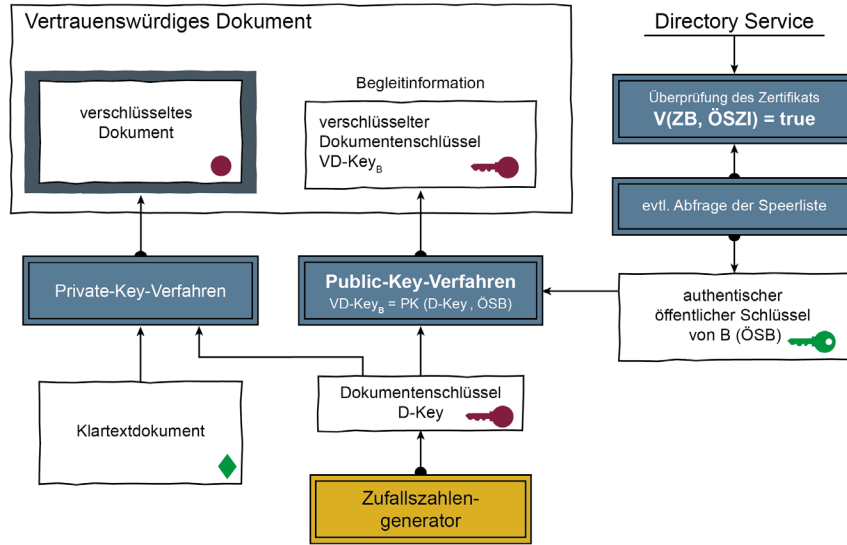 Vertrauenswürdiges Dokument
verschlüsseltes
Dokument
Begleitinformation
verschlüsselter
Dokumentenschlüssel
VD-Key_B
Directory Service
Überprüfung des Zertifikats
V(ZB, ÖSZI) = true
evtl. Abfrage der Speerliste
authentischer
öffentlicher Schlüssel
von B (ÖSB)
Private-Key-Verfahren
Public-Key-Verfahren
VD-Key_B = PK (D-Key , ÖSB)
Klartextdokument
Dokumentenschlüssel
D-Key
Zufallszahlen-
generator